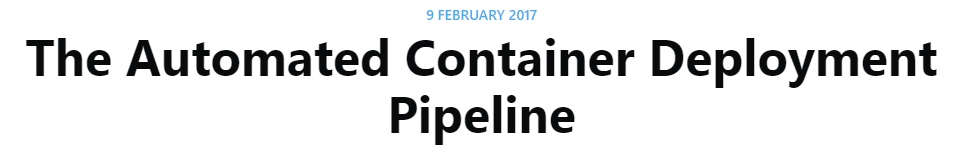 9 FEBRUARY 2017
The Automated Container Deployment
Pipeline